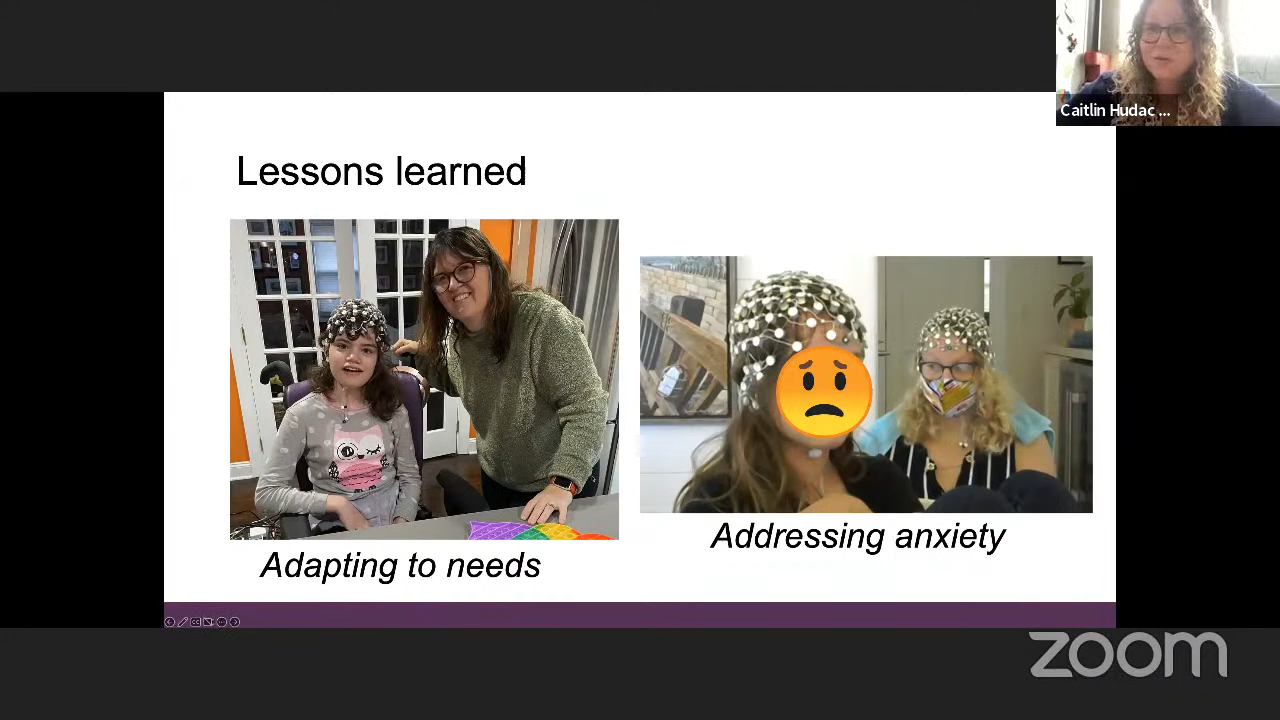 Caitlin Hudac ...
Lessons learned
Adapting to needs
Addressing anxiety
zoom